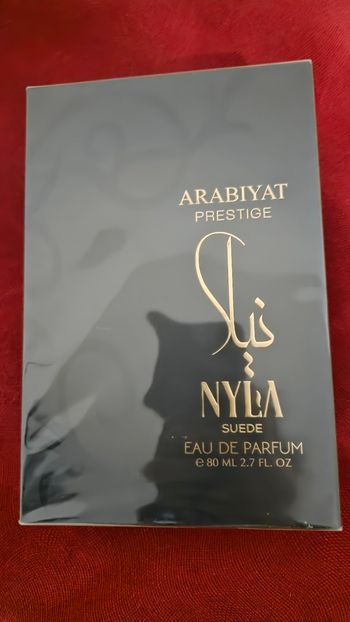 ARABIYAT
PRESTIGE
نيلا
NYLA
SUEDE
EAU DE PARFUM
℮ 80 ML 2.7 FL. OZ